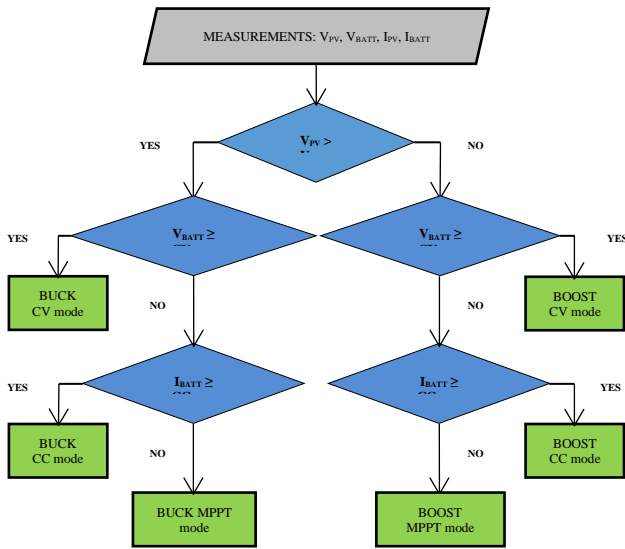 MEASUREMENTS: VPV, VBATT, IPV, IBATT
VPV >
YES
NO
VBATT ≥
VBATT ≥
YES
YES
BUCK
CV mode
BOOST
CV mode
NO
NO
IBATT ≥
IBATT ≥
YES
YES
BUCK
CC mode
BOOST
CC mode
NO
NO
BUCK MPPT
mode
BOOST
MPPT mode